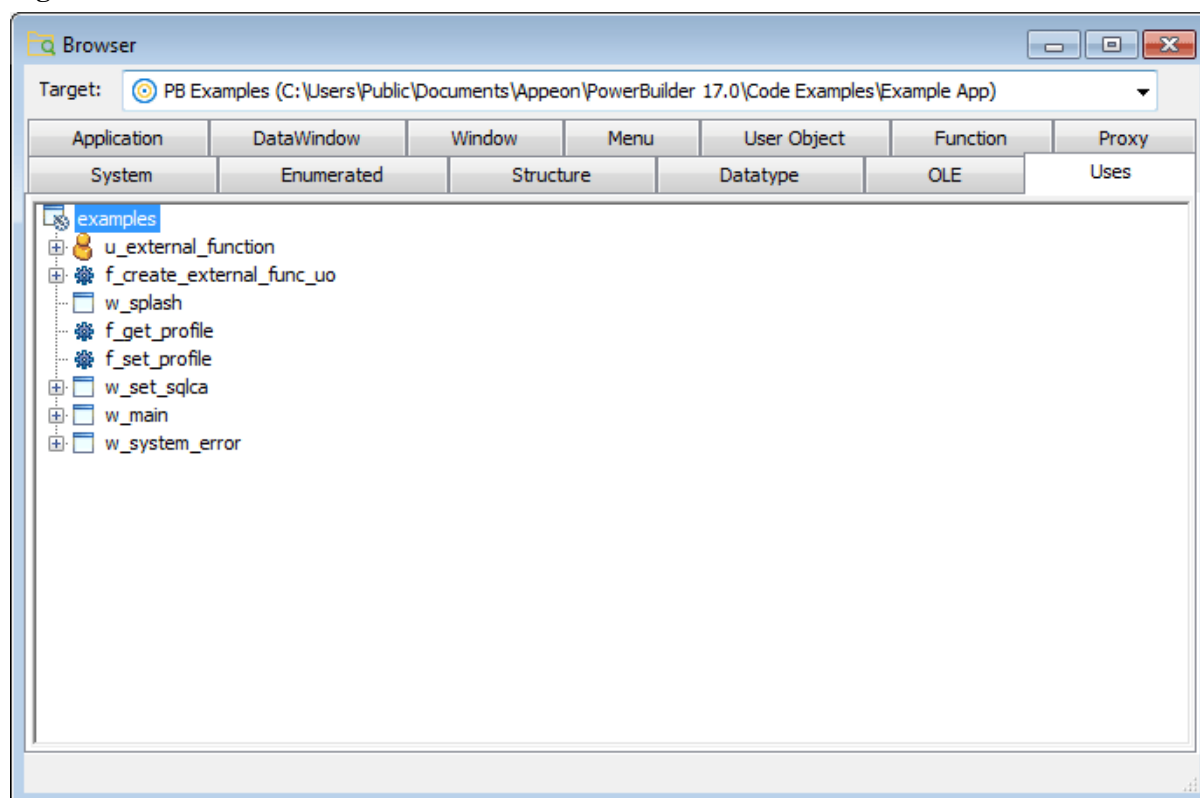 Browser
Target: PB Examples (C:\Users\Public\Documents\Appeon\PowerBuilder 17.0\Code Examples\Example App)
Application DataWindow Window Menu User Object Function Proxy
System Enumerated Structure Datatype OLE Uses
examples
u_external_function
f_create_external_func_uo
w_splash
f_get_profile
f_set_profile
w_set_sqlca
w_main
w_system_error